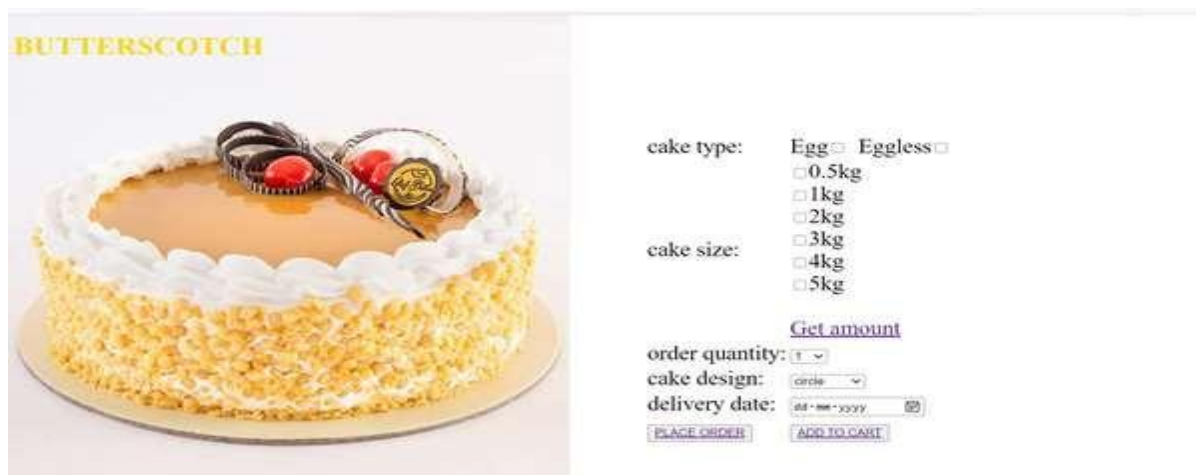 BUTTERSCOTCH
cake type: Egg Eggless
0.5kg
1kg
2kg
3kg
cake size:
4kg
5kg
Get amount
order quantity: 1
cake design: circle
delivery date: dd-mm-yyyy
PLACE ORDER ADD TO CART